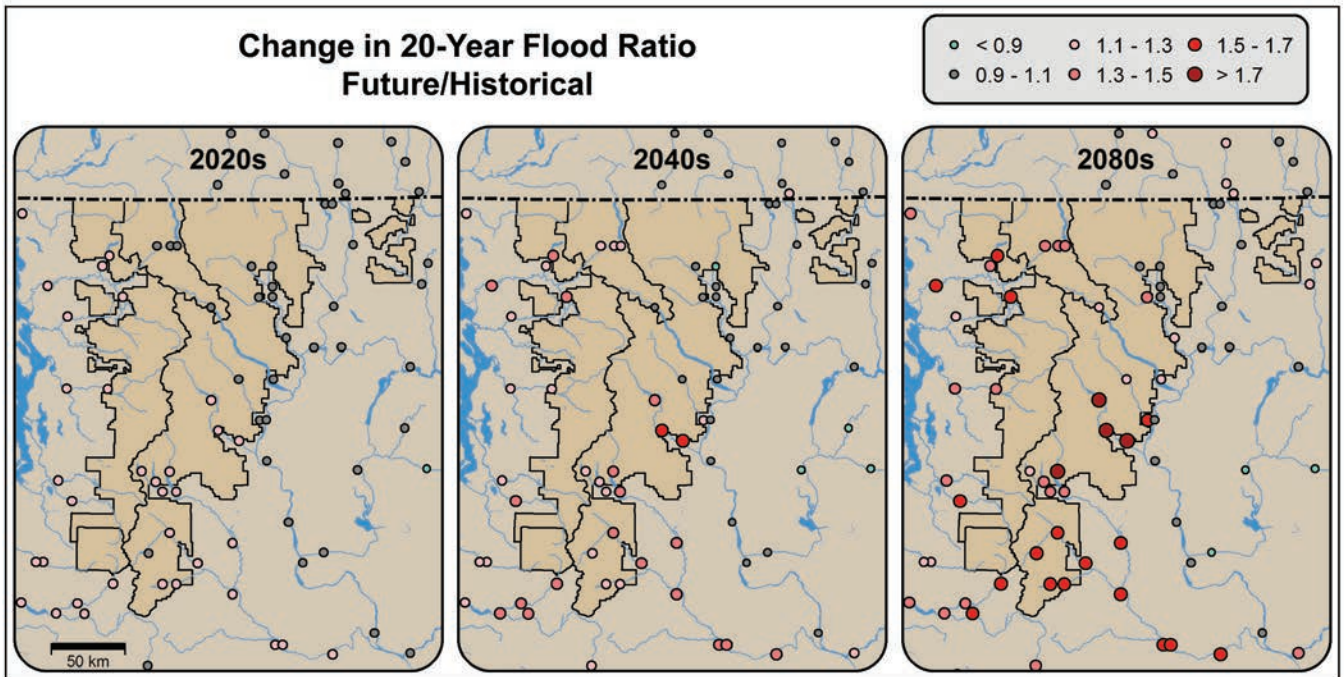 Change in 20-Year Flood Ratio
Future/Historical
< 0.9 1.1 - 1.3 1.5 - 1.7
0.9 - 1.1 1.3 - 1.5 > 1.7
2020s 2040s 2080s
50 km